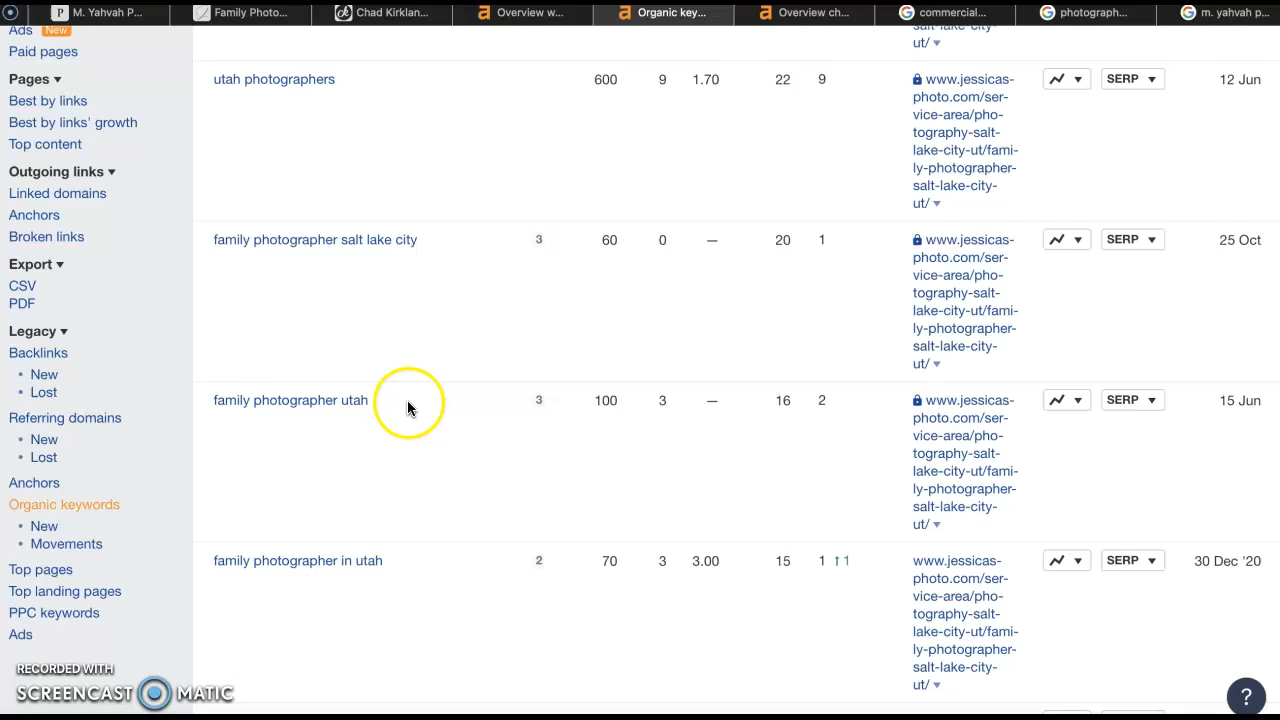 M. Yahvah P...
Family Photo...
Chad Kirklan...
Overview w...
Organic key...
Overview ch...
commercial...
photograph...
m. yahvah p...
Ads New
Paid pages
Pages
Best by links
Best by links' growth
Top content
Outgoing links
Linked domains
Anchors
Broken links
Export
CSV
PDF
Legacy
Backlinks
• New
• Lost
Referring domains
• New
• Lost
Anchors
Organic keywords
• New
• Movements
Top pages
Top landing pages
PPC keywords
Ads
RECORDED WITH
SCREENCAST MATIC
salt-lake-city-
ut/
utah photographers 600 9 1.70 22 9 www.jessicas- SERP 12 Jun
photo.com/ser-
vice-area/pho-
tography-salt-
lake-city-ut/fami-
ly-photographer-
salt-lake-city-
ut/
family photographer salt lake city 3 60 0 — 20 1 www.jessicas- SERP 25 Oct
photo.com/ser-
vice-area/pho-
tography-salt-
lake-city-ut/fami-
ly-photographer-
salt-lake-city-
ut/
family photographer utah 3 100 3 — 16 2 www.jessicas- SERP 15 Jun
photo.com/ser-
vice-area/pho-
tography-salt-
lake-city-ut/fami-
ly-photographer-
salt-lake-city-
ut/
family photographer in utah 2 70 3 3.00 15 1 ↑1 www.jessicas- SERP 30 Dec '20
photo.com/ser-
vice-area/pho-
tography-salt-
lake-city-ut/fami-
ly-photographer-
salt-lake-city-
ut/
?